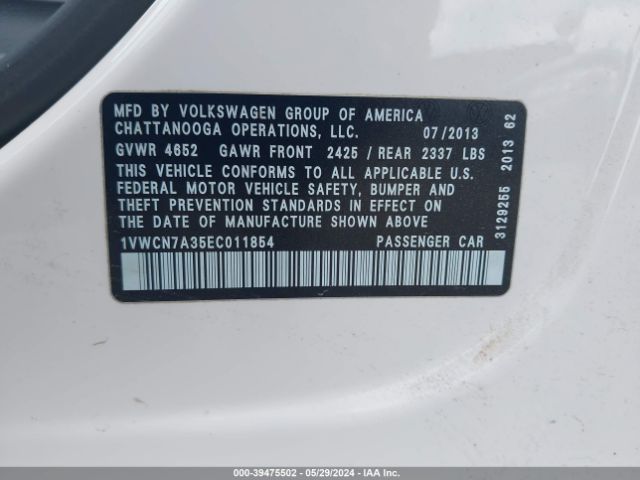 MFD BY VOLKSWAGEN GROUP OF AMERICA
CHATTANOOGA OPERATIONS, LLC. 07/2013
GVWR 4652 GAWR FRONT 2425 / REAR 2337 LBS
THIS VEHICLE CONFORMS TO ALL APPLICABLE U.S.
FEDERAL MOTOR VEHICLE SAFETY, BUMPER AND
THEFT PREVENTION STANDARDS IN EFFECT ON
THE DATE OF MANUFACTURE SHOWN ABOVE
1VWCN7A35EC011854 PASSENGER CAR
3129255 2013 62
000-39475502 - 05/29/2024 - IAAI.COM